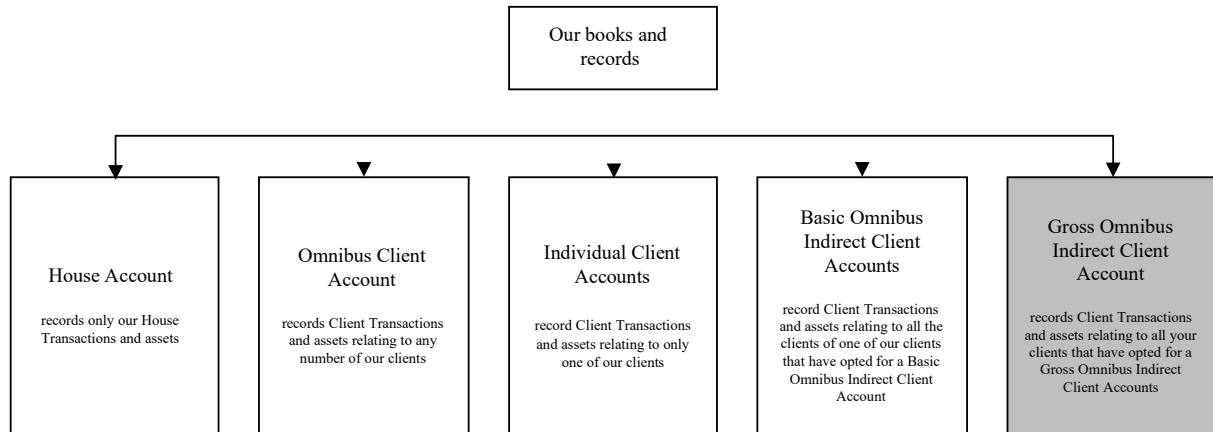 Our books and
records
House Account
records only our House
Transactions and assets
Omnibus Client
Account
records Client Transactions
and assets relating to any
number of our clients
Individual Client
Accounts
record Client Transactions
and assets relating to only
one of our clients
Basic Omnibus
Indirect Client
Accounts
record Client Transactions
and assets relating to all the
clients of one of our clients
that have opted for a Basic
Omnibus Indirect Client
Account
Gross Omnibus
Indirect Client
Account
records Client Transactions
and assets relating to all your
clients that have opted for a
Gross Omnibus Indirect
Client Accounts